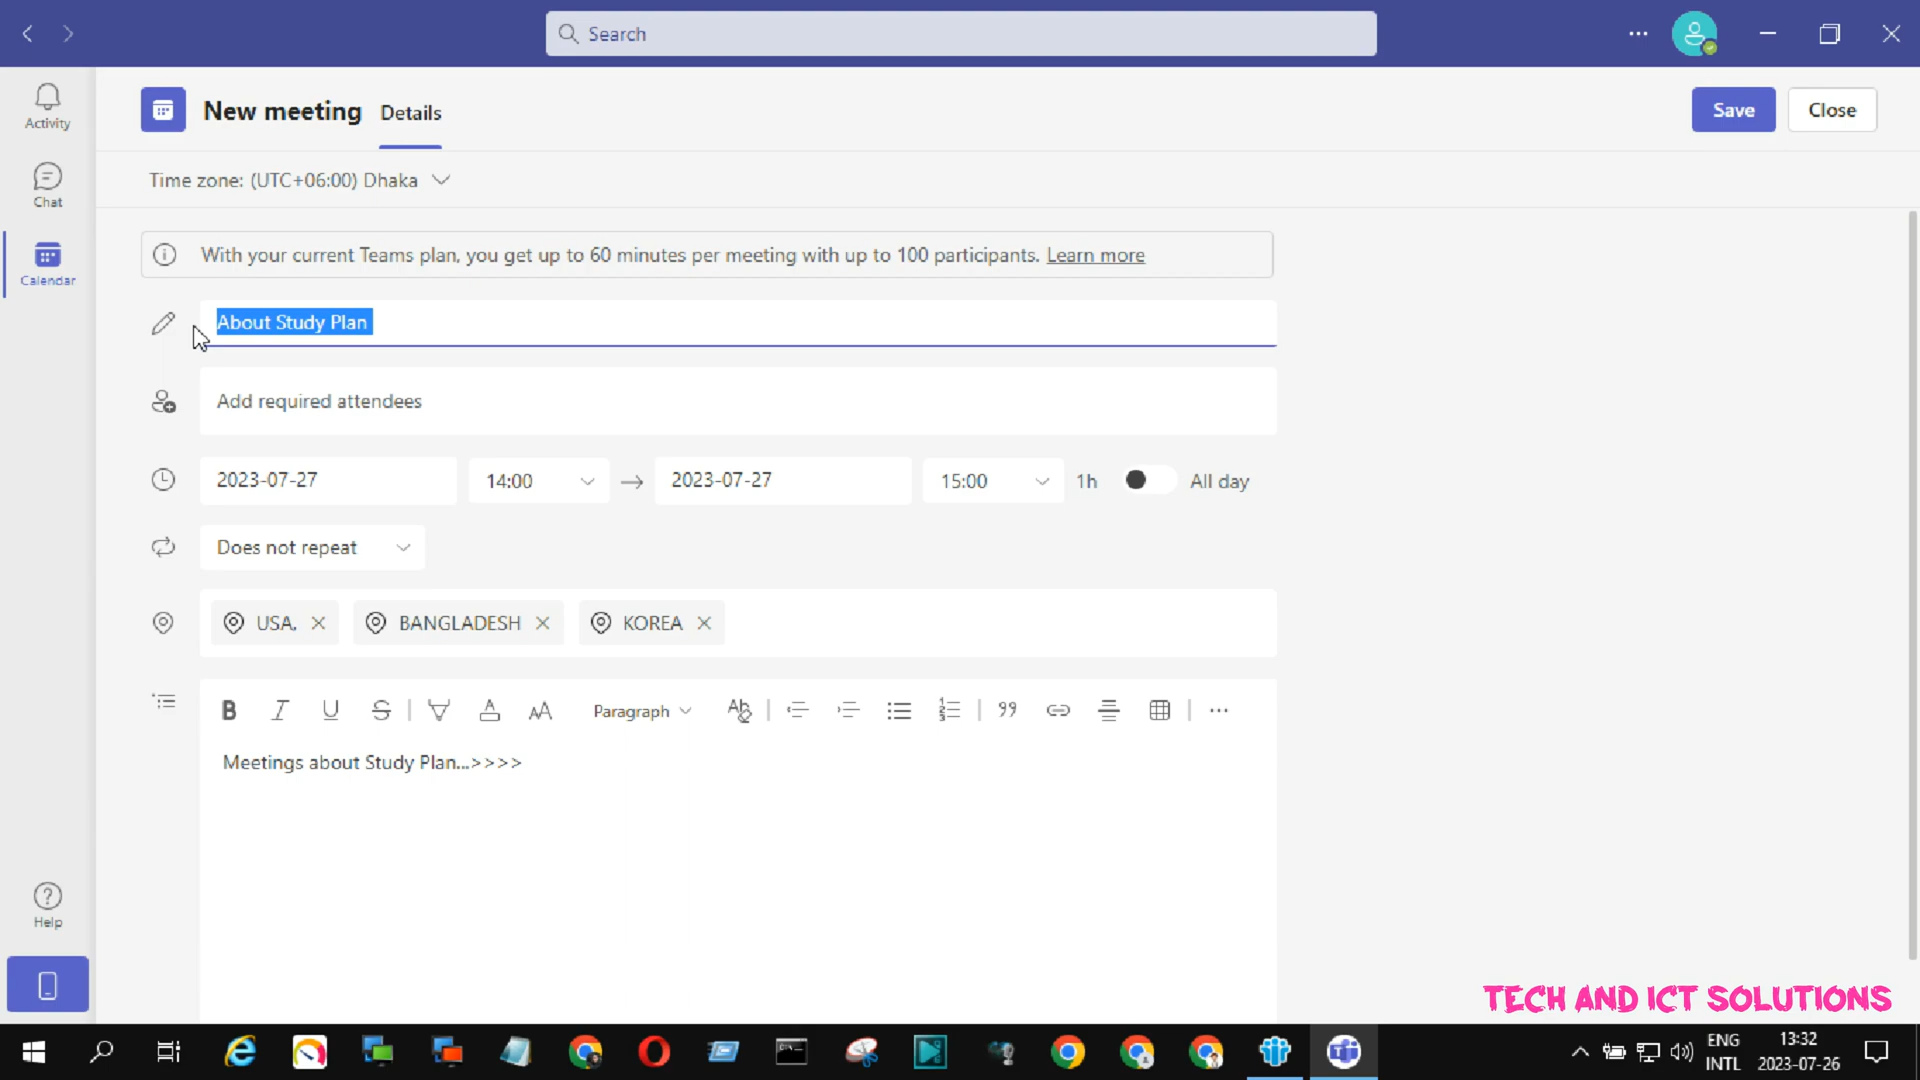 Search
Activity
Chat
Calendar
Help
New meeting
Details
Save
Close
Time zone: (UTC+06:00) Dhaka
With your current Teams plan, you get up to 60 minutes per meeting with up to 100 participants. Learn more
About Study Plan
Add required attendees
2023-07-27 14:00 → 2023-07-27 15:00 1h All day
Does not repeat
USA, BANGLADESH KOREA
Paragraph
Meetings about Study Plan...>>>>
TECH AND ICT SOLUTIONS
ENG 13:32
INTL 2023-07-26